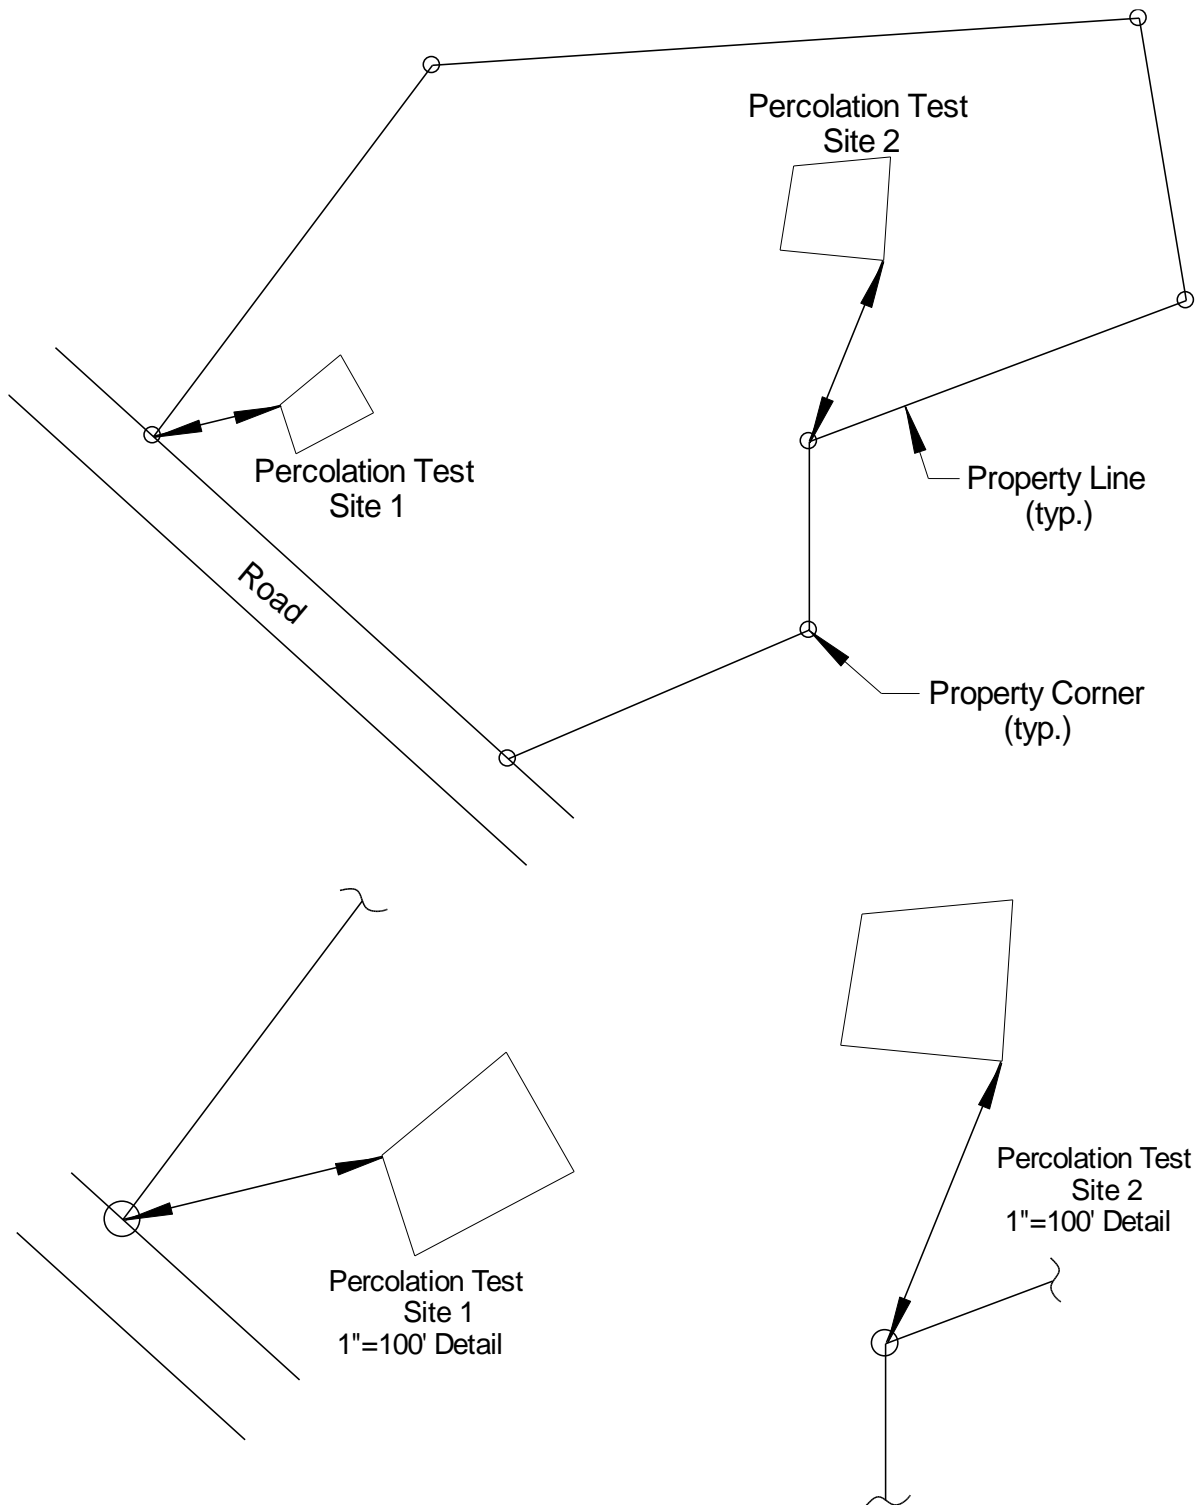 Percolation Test
Site 2
Percolation Test
Site 1
Property Line
(typ.)
Road
Property Corner
(typ.)
Percolation Test
Site 2
1"=100' Detail
Percolation Test
Site 1
1"=100' Detail